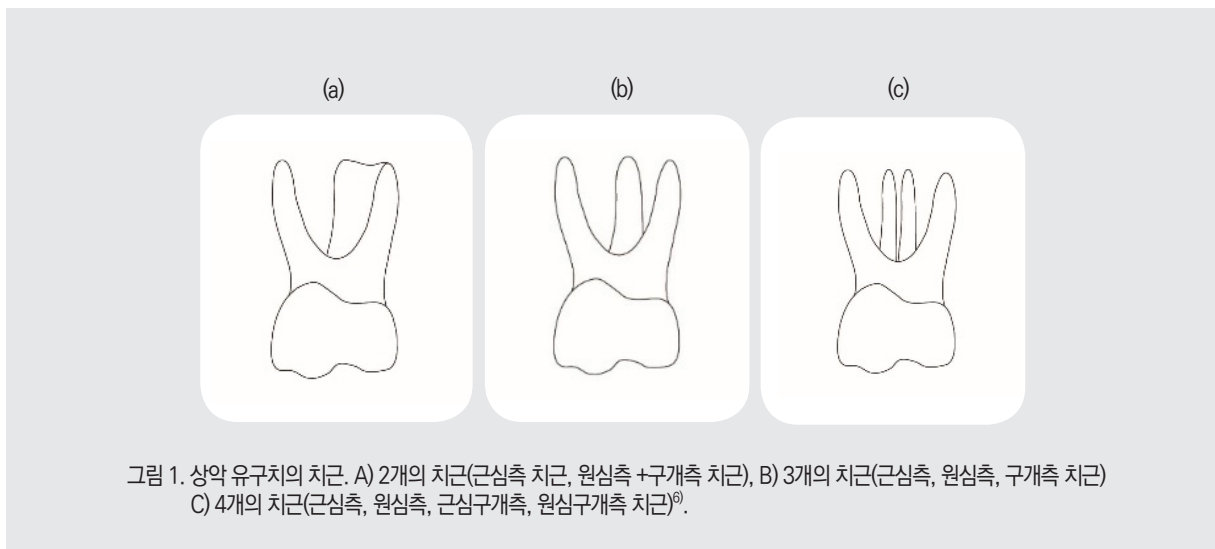 (a) (b) (c)
그림 1. 상악 유구치의 치근. A) 2개의 치근(근심측 치근, 원심측 +구개측 치근), B) 3개의 치근(근심측, 원심측, 구개측 치근)
C) 4개의 치근(근심측, 원심측, 근심구개측, 원심구개측 치근)6).